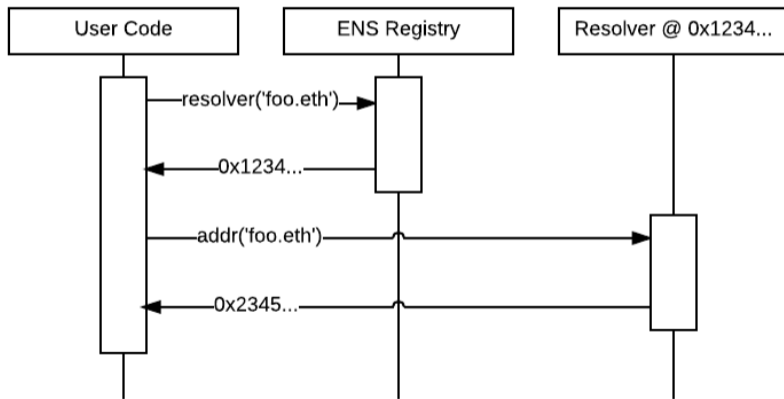 User Code
ENS Registry
Resolver @ 0x1234...
resolver('foo.eth')
0x1234...
addr('foo.eth')
0x2345...